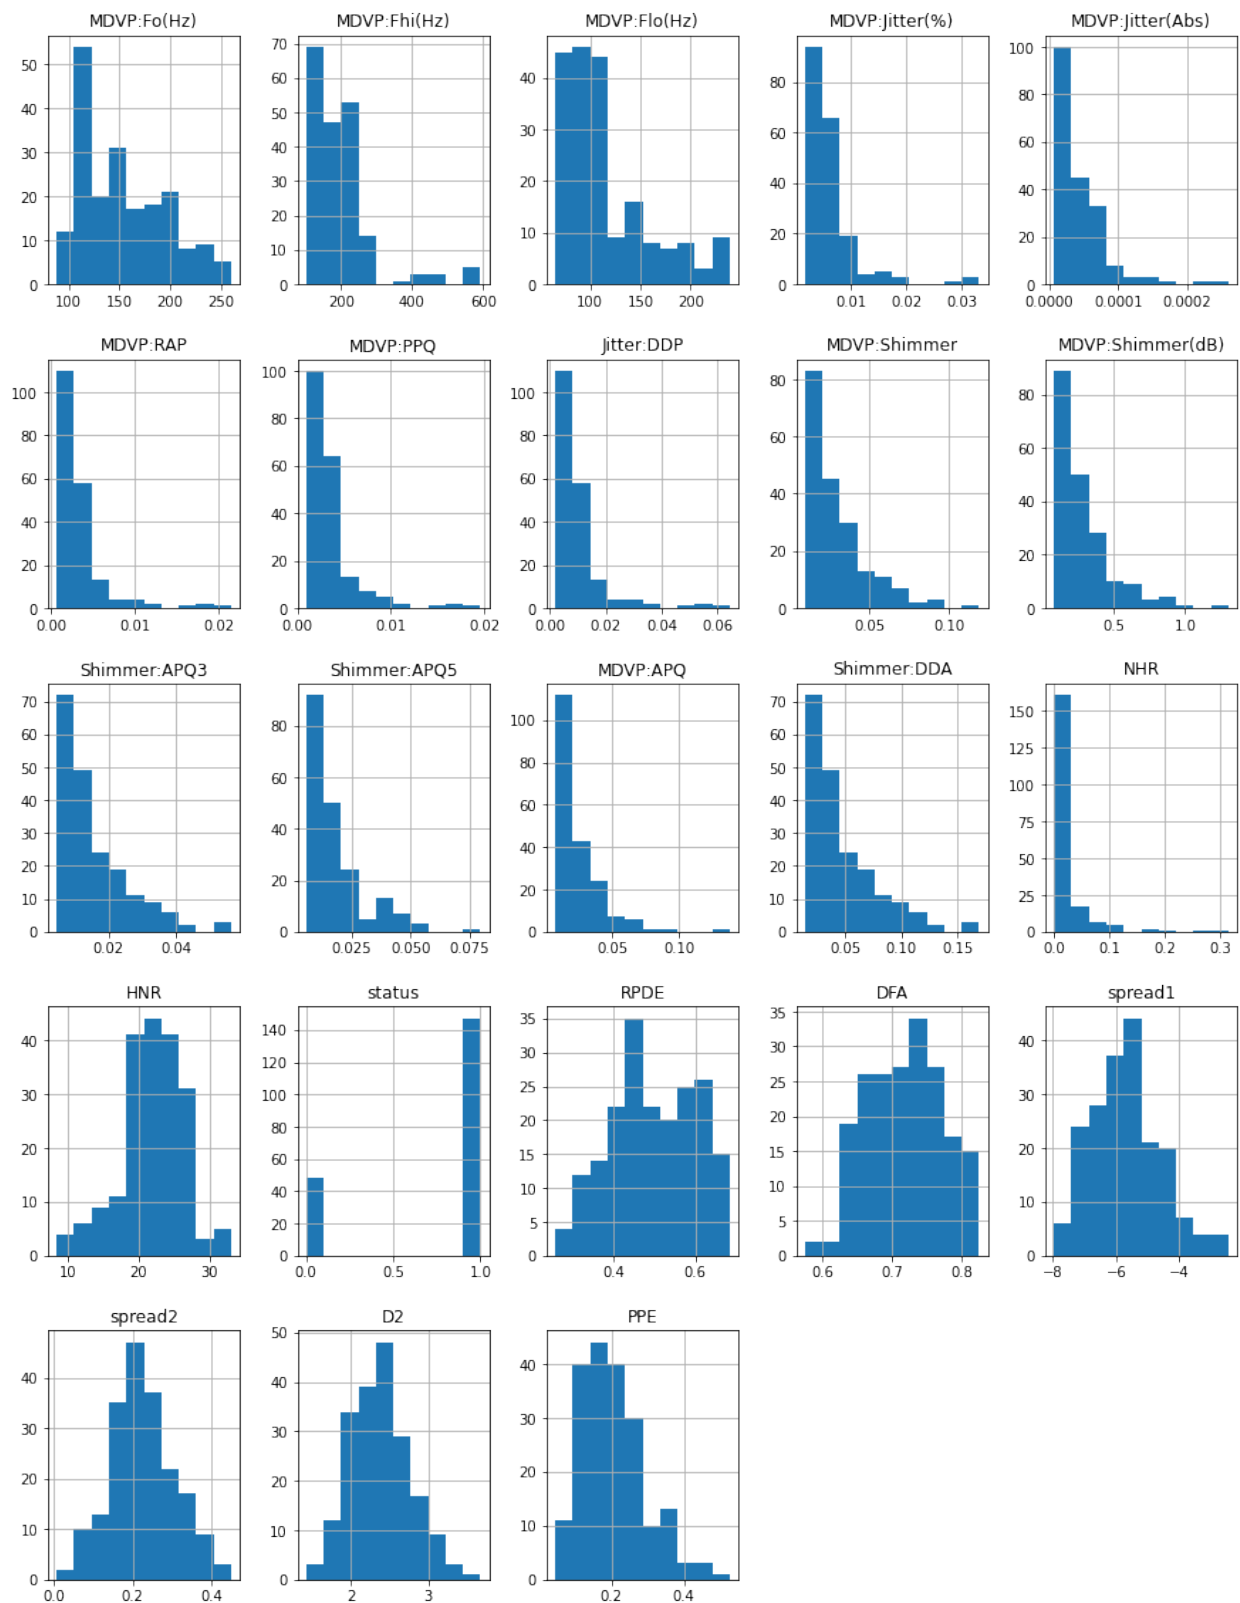 MDVP:Fo(Hz) MDVP:Fhi(Hz) MDVP:Flo(Hz) MDVP:Jitter(%) MDVP:Jitter(Abs)
50 40 30 20 10 0
100 150 200 250
70 60 50 40 30 20 10 0
200 400 600
40 30 20 10 0
100 150 200
80 60 40 20 0
0.01 0.02 0.03
100 80 60 40 20 0
0.0000 0.0001 0.0002
MDVP:RAP MDVP:PPQ Jitter:DDP MDVP:Shimmer MDVP:Shimmer(dB)
100 80 60 40 20 0
0.00 0.01 0.02
100 80 60 40 20 0
0.00 0.01 0.02
100 80 60 40 20 0
0.00 0.02 0.04 0.06
80 60 40 20 0
0.05 0.10
80 60 40 20 0
0.5 1.0
Shimmer:APQ3 Shimmer:APQ5 MDVP:APQ Shimmer:DDA NHR
70 60 50 40 30 20 10 0
0.02 0.04
80 60 40 20 0
0.025 0.050 0.075
100 80 60 40 20 0
0.05 0.10
70 60 50 40 30 20 10 0
0.05 0.10 0.15
150 125 100 75 50 25 0
0.0 0.1 0.2 0.3
HNR status RPDE DFA spread1
40 30 20 10 0
10 20 30
140 120 100 80 60 40 20 0
0.0 0.5 1.0
35 30 25 20 15 10 5 0
0.4 0.6
35 30 25 20 15 10 5 0
0.6 0.7 0.8
40 30 20 10 0
−8 −6 −4
spread2 D2 PPE
40 30 20 10 0
0.0 0.2 0.4
50 40 30 20 10 0
2 3
40 30 20 10 0
0.2 0.4